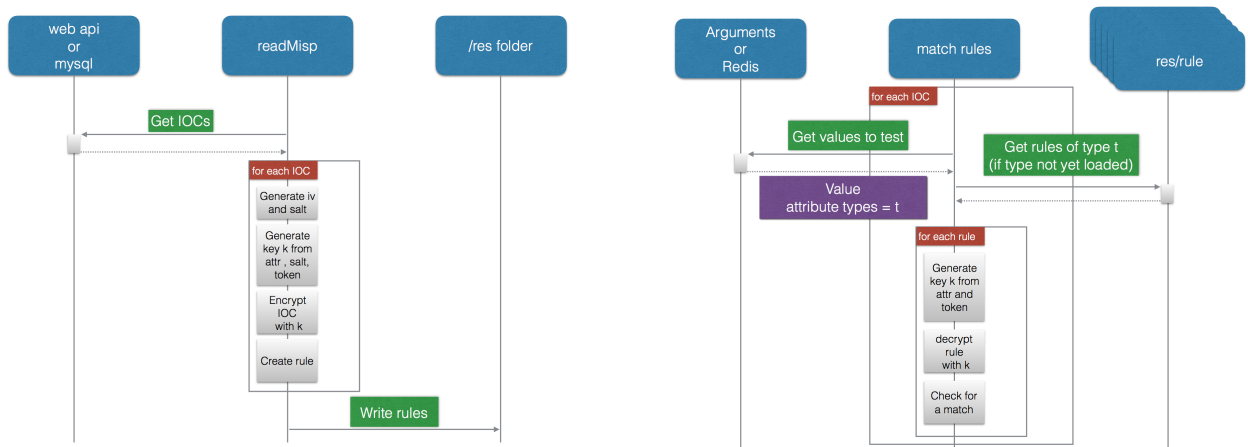 web api
or
mysql
readMisp
/res folder
Get IOCs
for each IOC
Generate iv
and salt
Generate
key k from
attr , salt,
token
Encrypt
IOC
with k
Create rule
Write rules
Arguments
or
Redis
match rules
res/rule
for each IOC
Get values to test
Get rules of type t
(if type not yet loaded)
Value
attribute types = t
for each rule
Generate
key k from
attr and
token
decrypt
rule
with k
Check for
a match